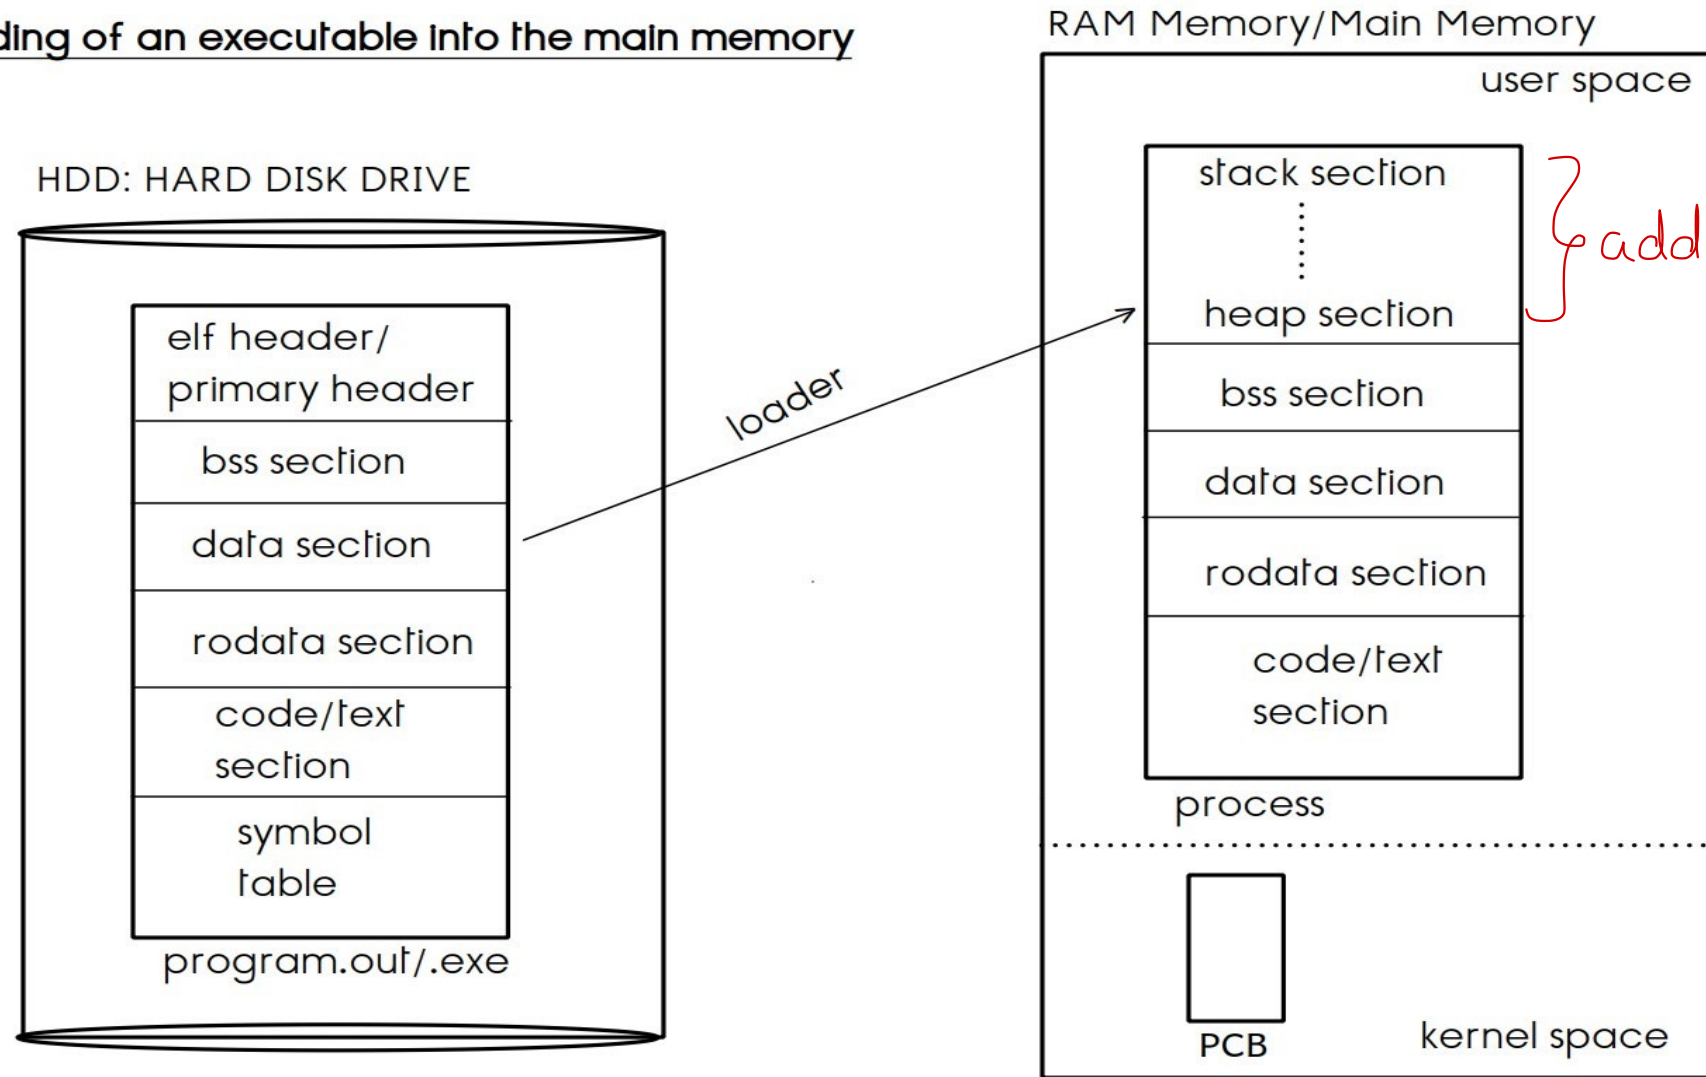 ding of an executable into the main memory
HDD: HARD DISK DRIVE
elf header/
primary header
bss section
data section
rodata section
code/text
section
symbol
table
program.out/.exe
loader
RAM Memory/Main Memory
user space
stack section
heap section
add
bss section
data section
rodata section
code/text
section
process
PCB
kernel space